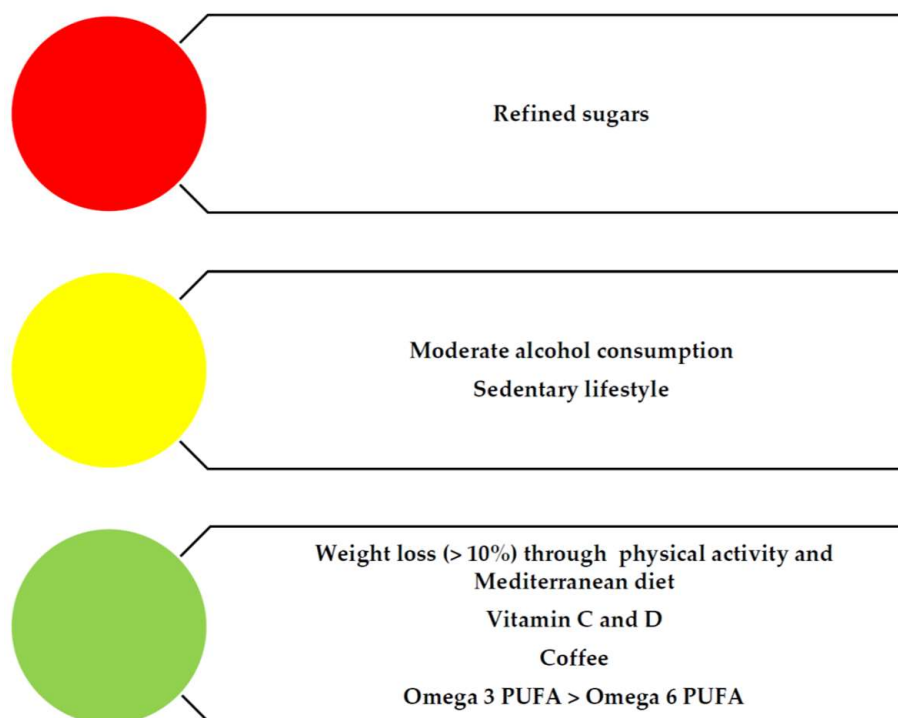 Refined sugars
Moderate alcohol consumption
Sedentary lifestyle
Weight loss (> 10%) through physical activity and
Mediterranean diet
Vitamin C and D
Coffee
Omega 3 PUFA > Omega 6 PUFA